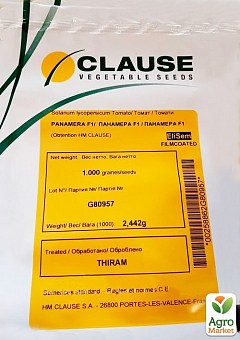 CLAUSE
VEGETABLE SEEDS
Solanum lycopersicum Tomato/ Томат / Томати
PANAMERA F1/ ПАНАМЕРА F1 / ПАНАМЕРА F1
(Obtention HM.CLAUSE)
EliSem
FILMCOATED
Net weight, Вес нетто, Вага нетто
1.000 graines/seeds
Lot N°/ Партия №/ Партія №
G80957
Weight/ Вес/ Вага (1000) 2,442g
*00258862G80957*
Treated / Обработано/ Оброблено
THIRAM
Semences standard - Règles et normes C.E
HM.CLAUSE S.A. - 26800 PORTES-LES-VALENCE-
Agro
Market